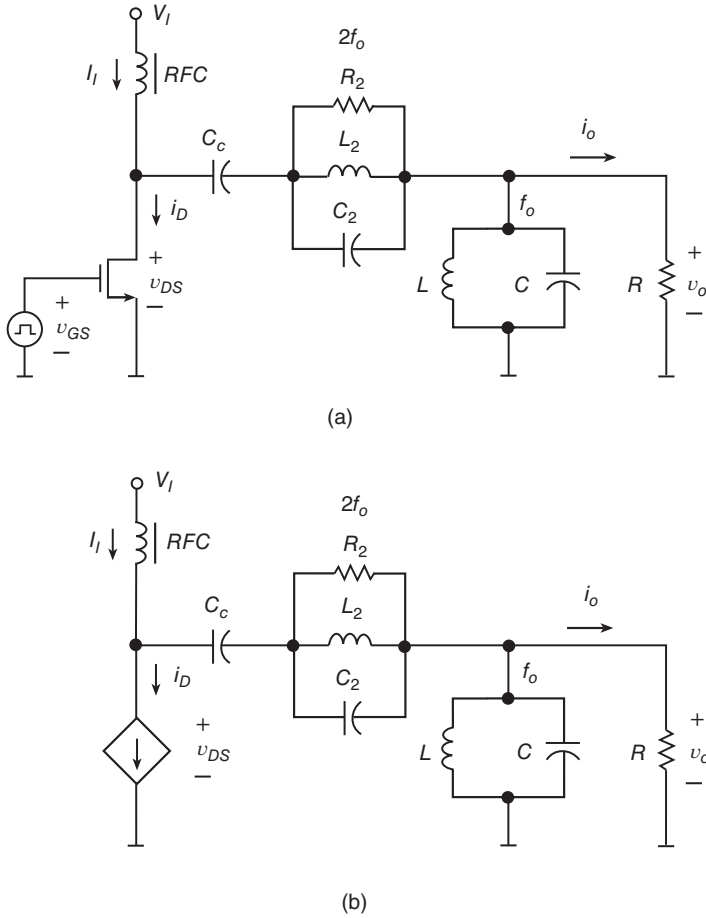 V_I
2f_o
I_I
RFC
R_2
C_c
L_2
i_o
i_D
C_2
f_o
+
v_DS
−
+
v_GS
−
L
C
R
+
v_o
−
(a)
V_I
2f_o
I_I
RFC
R_2
C_c
L_2
i_o
i_D
C_2
f_o
+
v_DS
−
L
C
R
+
v_o
−
(b)